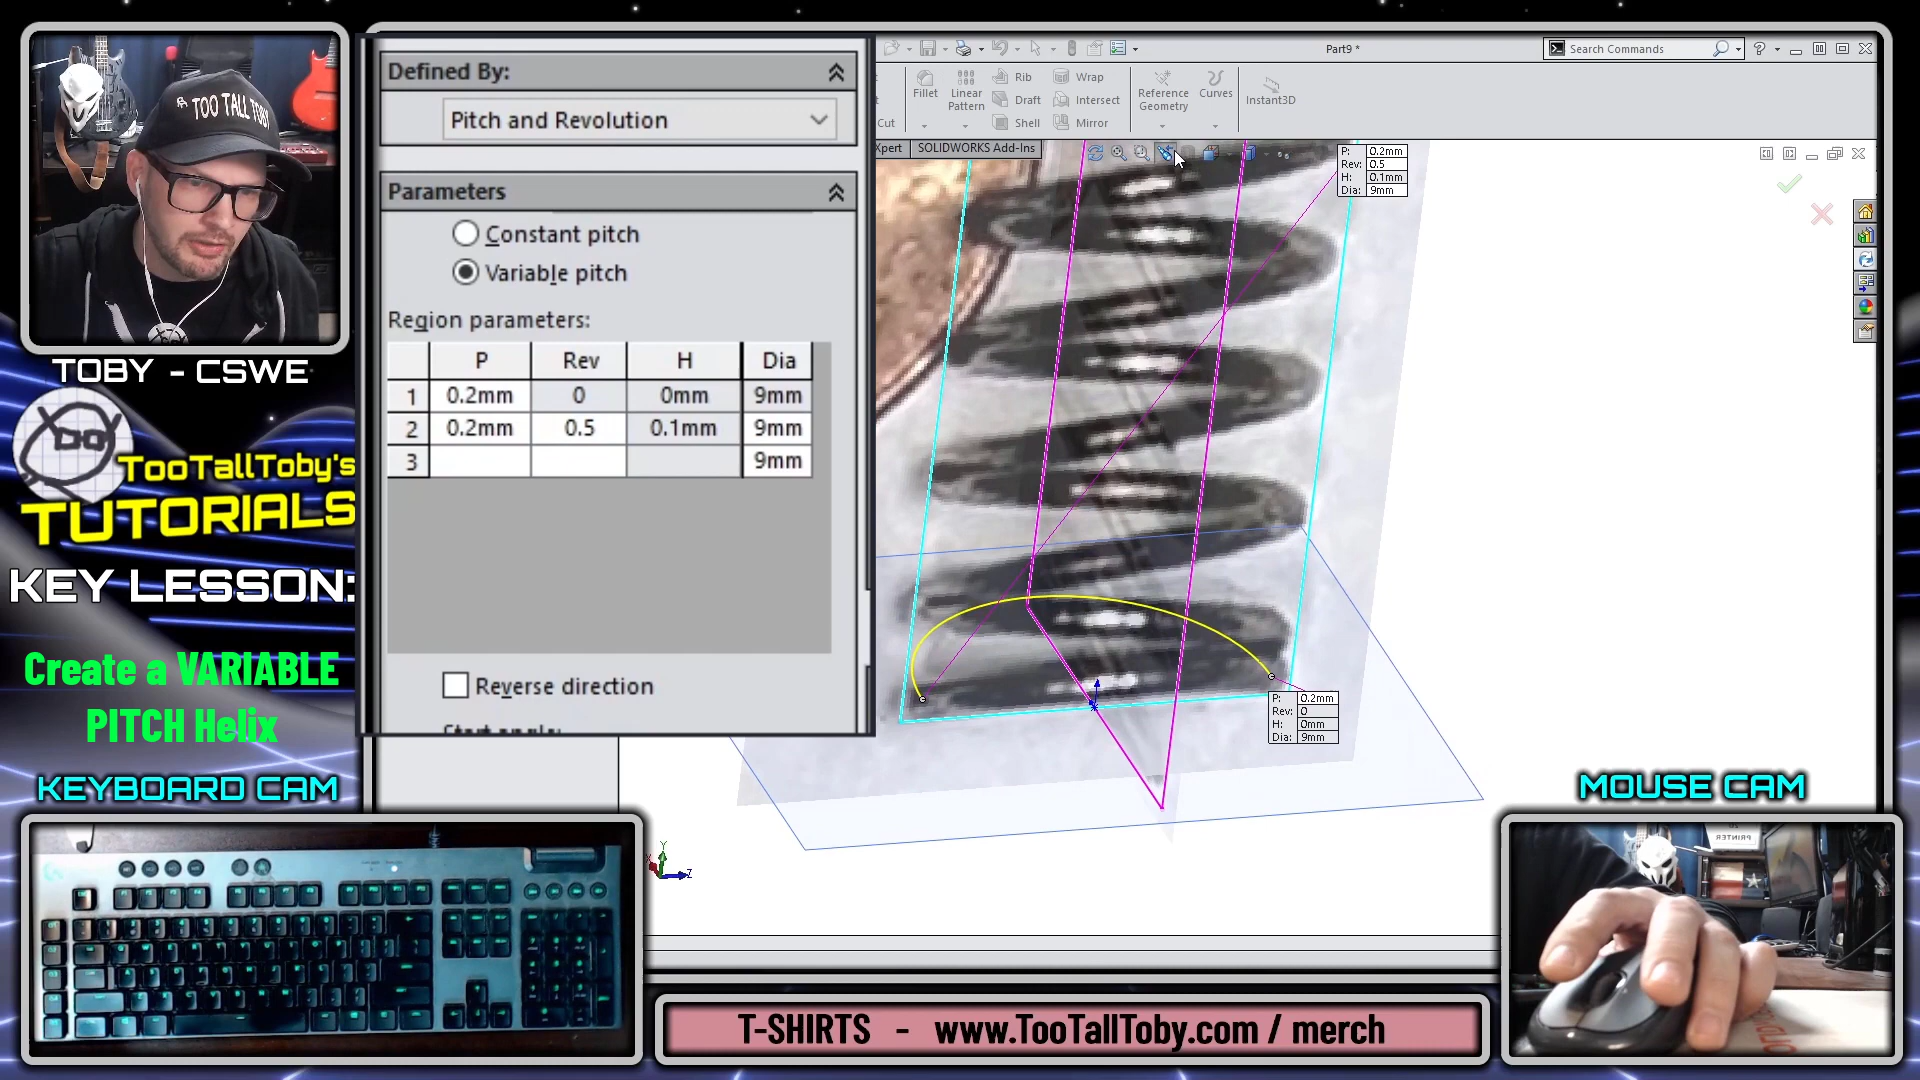 TOO TALL TOBY
TOBY - CSWE
TooTallToby's
TUTORIALS
KEY LESSON:
Create a VARIABLE
PITCH Helix
KEYBOARD CAM
Defined By:
Pitch and Revolution
Parameters
Constant pitch
Variable pitch
Region parameters:
P Rev H Dia
1 0.2mm 0 0mm 9mm
2 0.2mm 0.5 0.1mm 9mm
3 9mm
Reverse direction
Part9 *
Search Commands
Fillet
Linear
Pattern
Rib
Draft
Shell
Wrap
Intersect
Mirror
Reference
Geometry
Curves
Instant3D
Cut
xpert
SOLIDWORKS Add-Ins
P: 0.2mm
Rev: 0.5
H: 0.1mm
Dia: 9mm
P: 0.2mm
Rev: 0
H: 0mm
Dia: 9mm
Y
Z
MOUSE CAM
T-SHIRTS - www.TooTallToby.com / merch